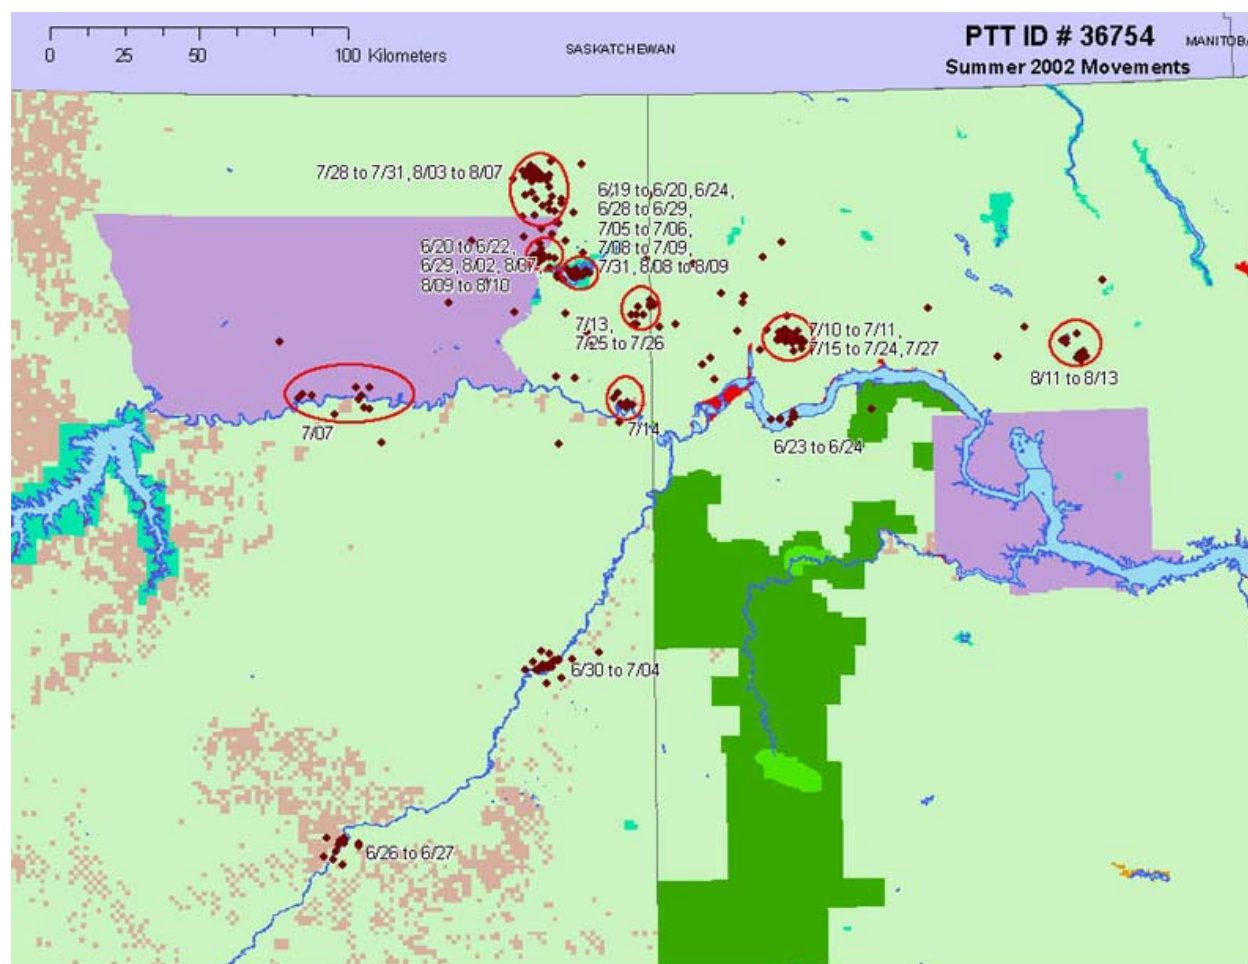 PTT ID # 36754
Summer 2002 Movements
SASKATCHEWAN
MANITOBA
0 25 50 100 Kilometers
7/28 to 7/31, 8/03 to 8/07
6/19 to 6/20, 6/24,
6/28 to 6/29,
7/05 to 7/06,
7/08 to 7/09,
7/31, 8/08 to 8/09
6/20 to 6/22,
6/29, 8/02, 8/07,
8/09 to 8/10
7/13,
7/25 to 7/26
7/10 to 7/11,
7/15 to 7/24, 7/27
8/11 to 8/13
7/07
7/14
6/23 to 6/24
6/30 to 7/04
6/26 to 6/27